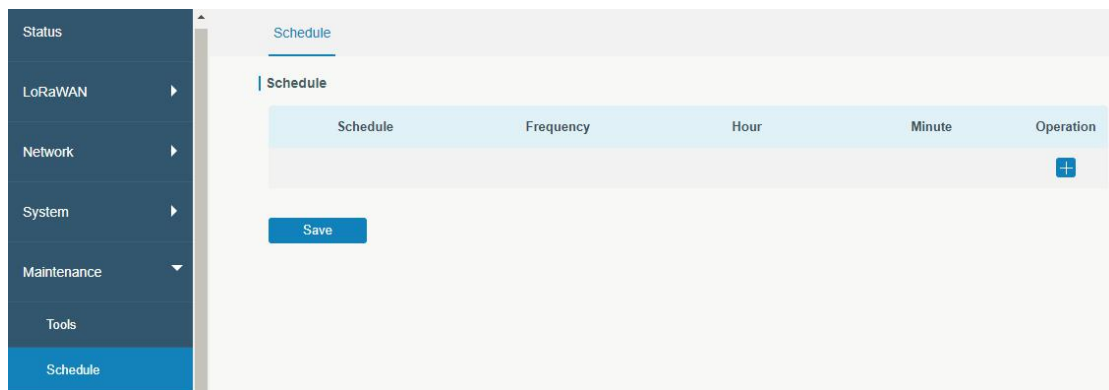 Status
LoRaWAN
Network
System
Maintenance
Tools
Schedule
Schedule
Schedule
Schedule Frequency Hour Minute Operation
Save